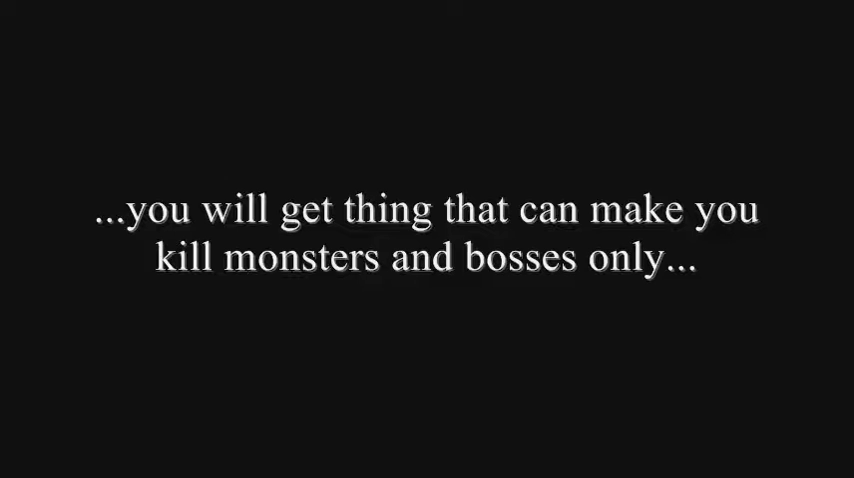 ...you will get thing that can make you
kill monsters and bosses only...